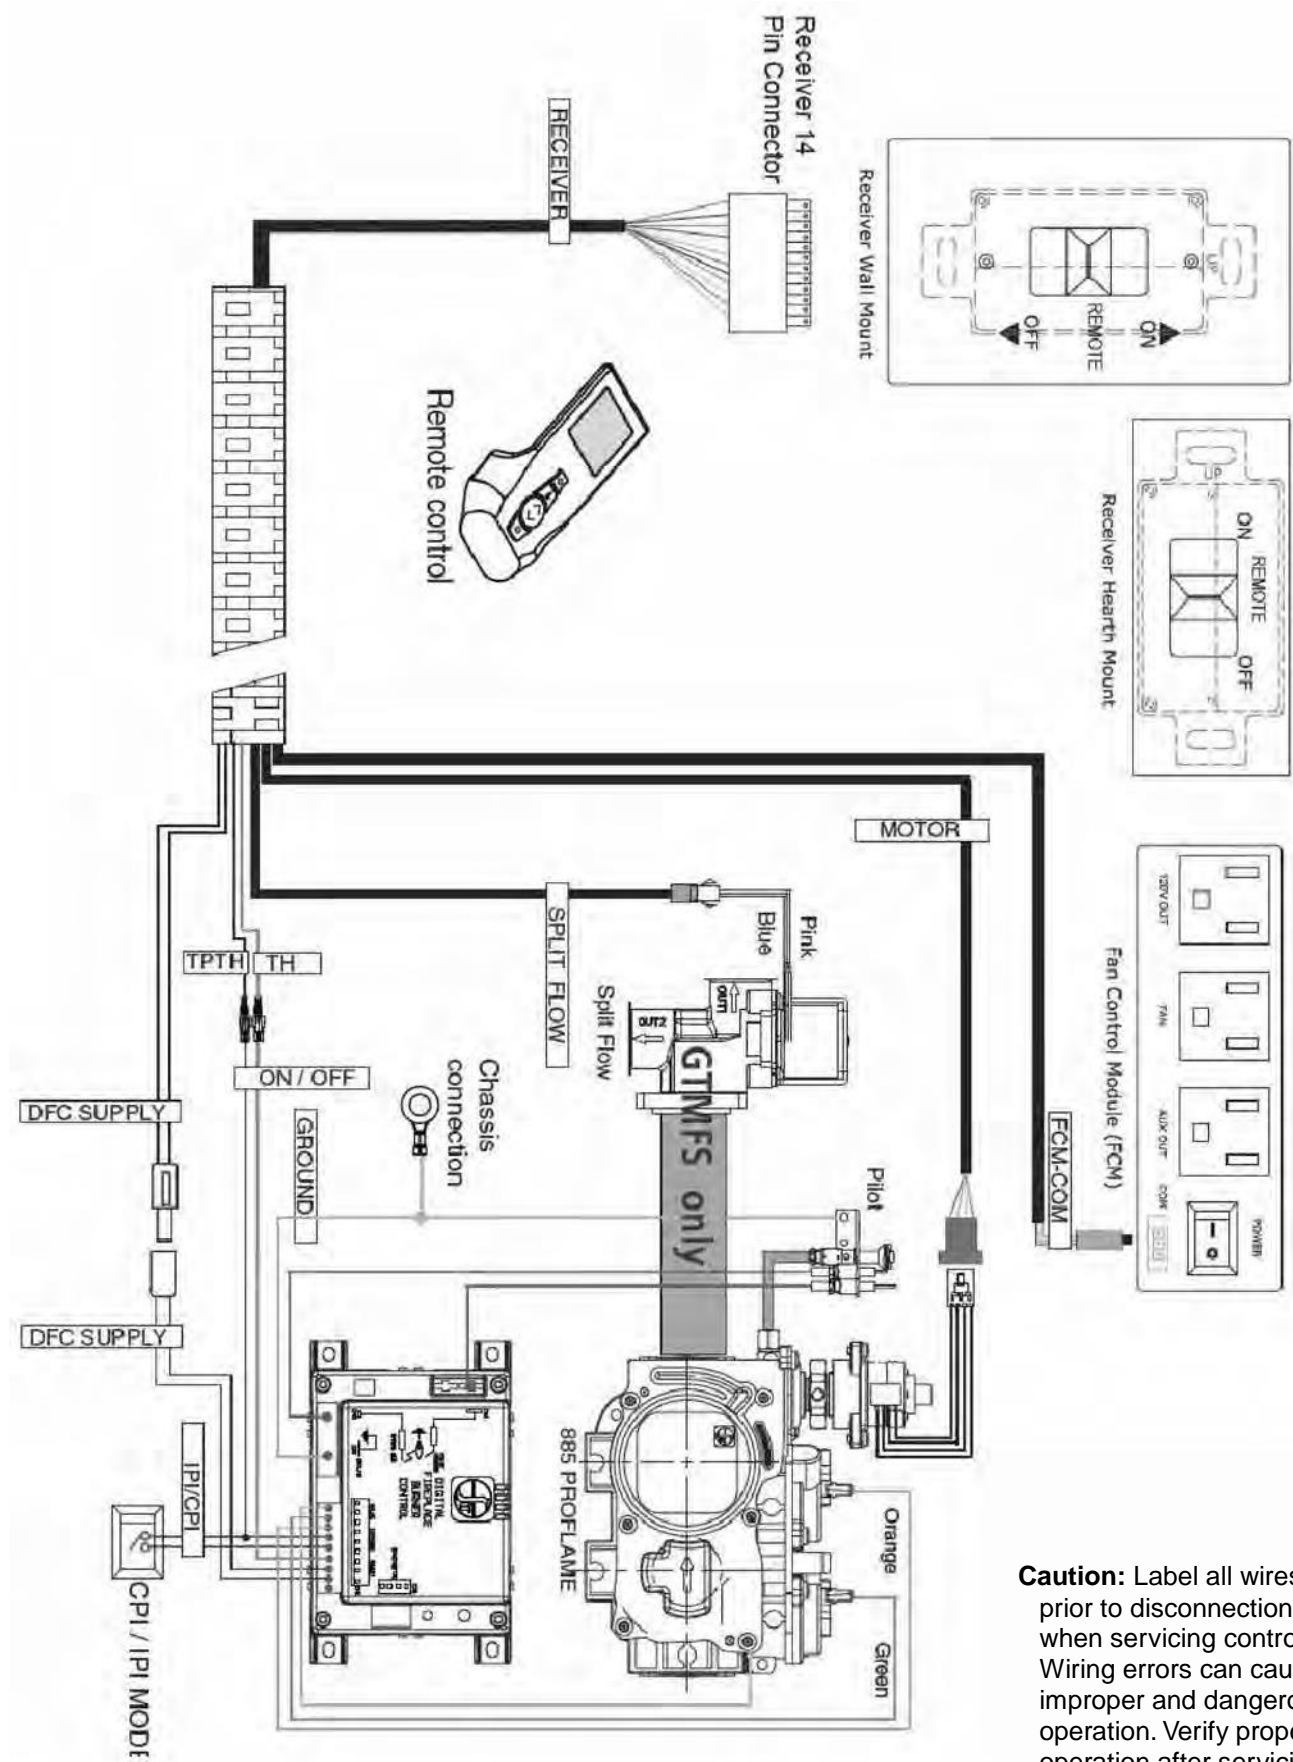 Receiver 14
Pin Connector
RECEIVER
Receiver Wall Mount
UP
ON
REMOTE
OFF
Remote control
Receiver Hearth Mount
UP
ON
REMOTE
OFF
MOTOR
120V OUT
FAN
AUX OUT
COM
POWER
Fan Control Module (FCM)
FCM-COM
SPLIT FLOW
Pink
Blue
Split Flow
OUT1
OUT2
GTMFS only
TPTH
TH
ON / OFF
DFC SUPPLY
DFC SUPPLY
GROUND
Chassis
connection
Pilot
DIGITAL
FIREPLACE
BURNER
CONTROL
885 PROFLAME
Orange
Green
IPI/CPI
CPI / IPI MODE
Caution: Label all wires
prior to disconnection
when servicing contro
Wiring errors can cau
improper and dangero
operation. Verify prope
operation after servicin